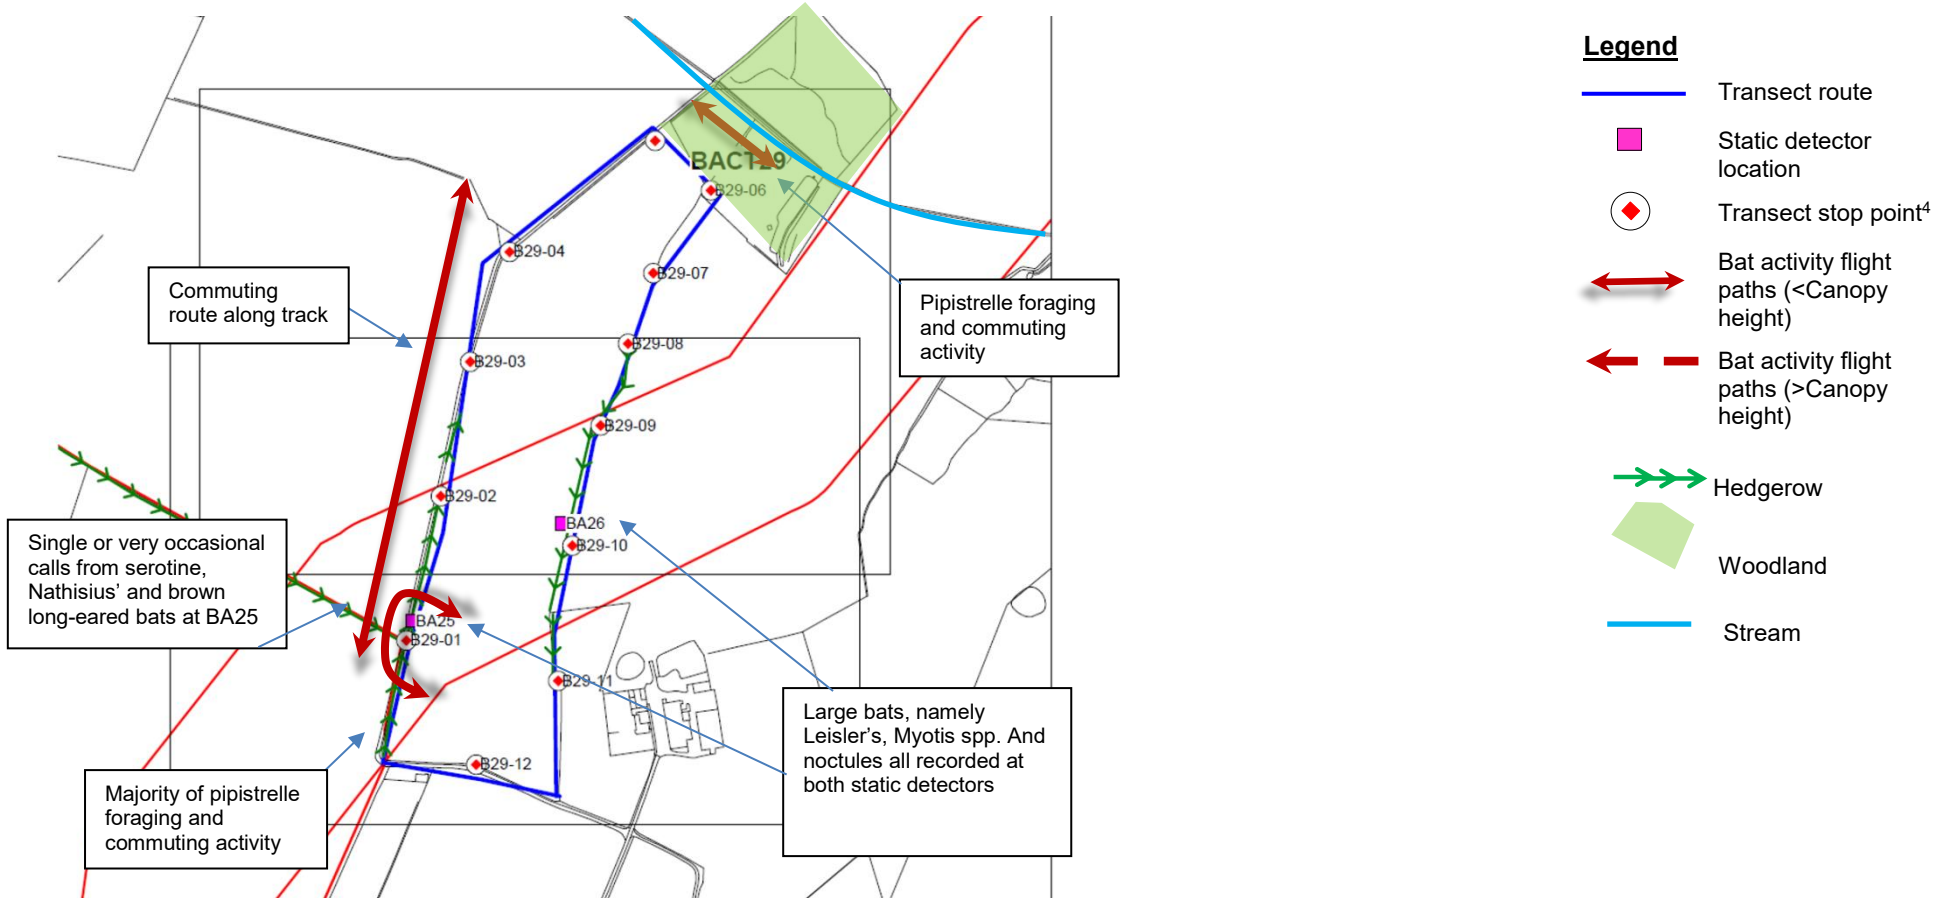 Legend
Transect route
Static detector
location
Transect stop point4
Bat activity flight
paths (<Canopy
height)
Bat activity flight
paths (>Canopy
height)
Hedgerow
Woodland
Stream
BACT29
B29-06
B29-04
B29-07
Commuting
route along track
Pipistrelle foraging
and commuting
activity
B29-08
B29-03
B29-09
B29-02
BA26
B29-10
Single or very occasional
calls from serotine,
Nathisius' and brown
long-eared bats at BA25
BA25
B29-01
B29-11
Large bats, namely
Leisler's, Myotis spp. And
noctules all recorded at
both static detectors
B29-12
Majority of pipistrelle
foraging and
commuting activity